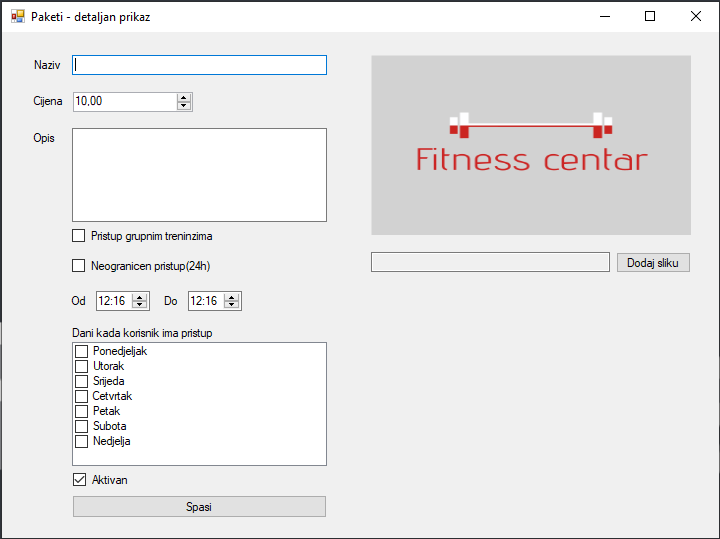 Paketi - detaljan prikaz
Naziv
Cijena 10,00
Opis
Pristup grupnim treninzima
Neogranicen pristup(24h)
Od 12:16 Do 12:16
Dani kada korisnik ima pristup
Ponedjeljak
Utorak
Srijeda
Cetvrtak
Petak
Subota
Nedjelja
Aktivan
Spasi
Fitness centar
Dodaj sliku